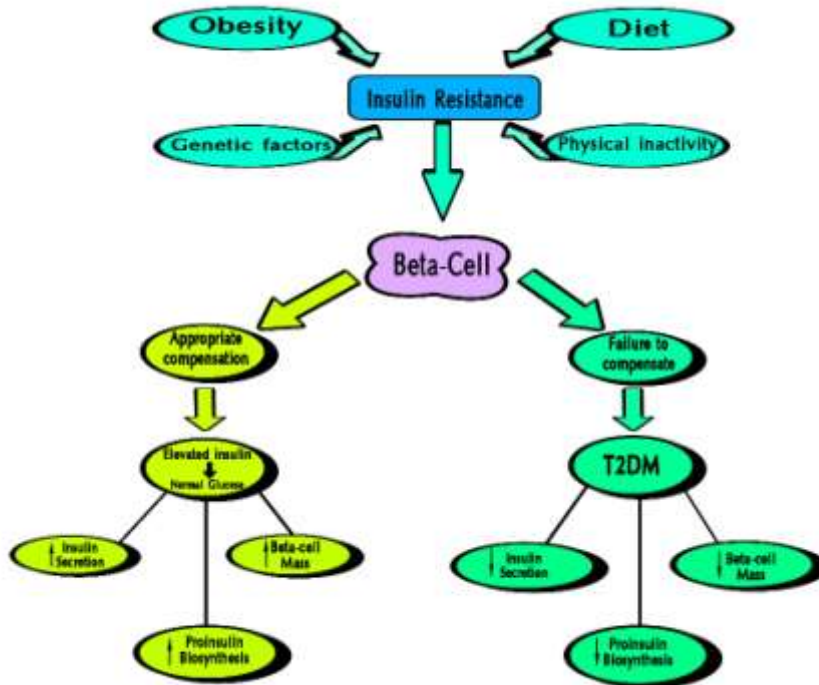 Obesity
Diet
Insulin Resistance
Genetic factors
Physical inactivity
Beta-Cell
Appropriate
compensation
Failure to
compensate
Elevated insulin
Normal Glucose
T2DM
↑ Insulin
Secretion
↑ Beta-cell
Mass
↓ Insulin
Secretion
↓ Beta-cell
Mass
↑ Proinsulin
Biosynthesis
↓ Proinsulin
Biosynthesis